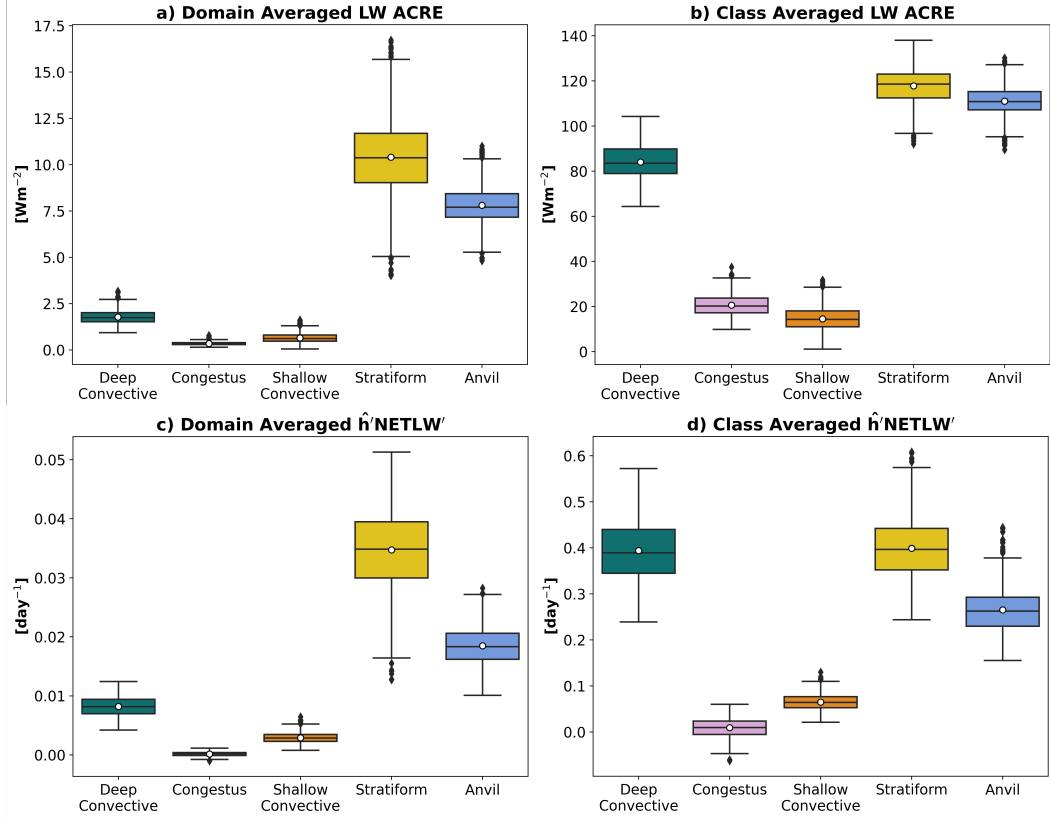 a) Domain Averaged LW ACRE
[Wm⁻²]
17.5
15.0
12.5
10.0
7.5
5.0
2.5
0.0
Deep
Convective
Congestus
Shallow
Convective
Stratiform
Anvil
b) Class Averaged LW ACRE
[Wm⁻²]
140
120
100
80
60
40
20
0
Deep
Convective
Congestus
Shallow
Convective
Stratiform
Anvil
c) Domain Averaged ĥ′NETLW′
[day⁻¹]
0.05
0.04
0.03
0.02
0.01
0.00
Deep
Convective
Congestus
Shallow
Convective
Stratiform
Anvil
d) Class Averaged ĥ′NETLW′
[day⁻¹]
0.6
0.5
0.4
0.3
0.2
0.1
0.0
Deep
Convective
Congestus
Shallow
Convective
Stratiform
Anvil